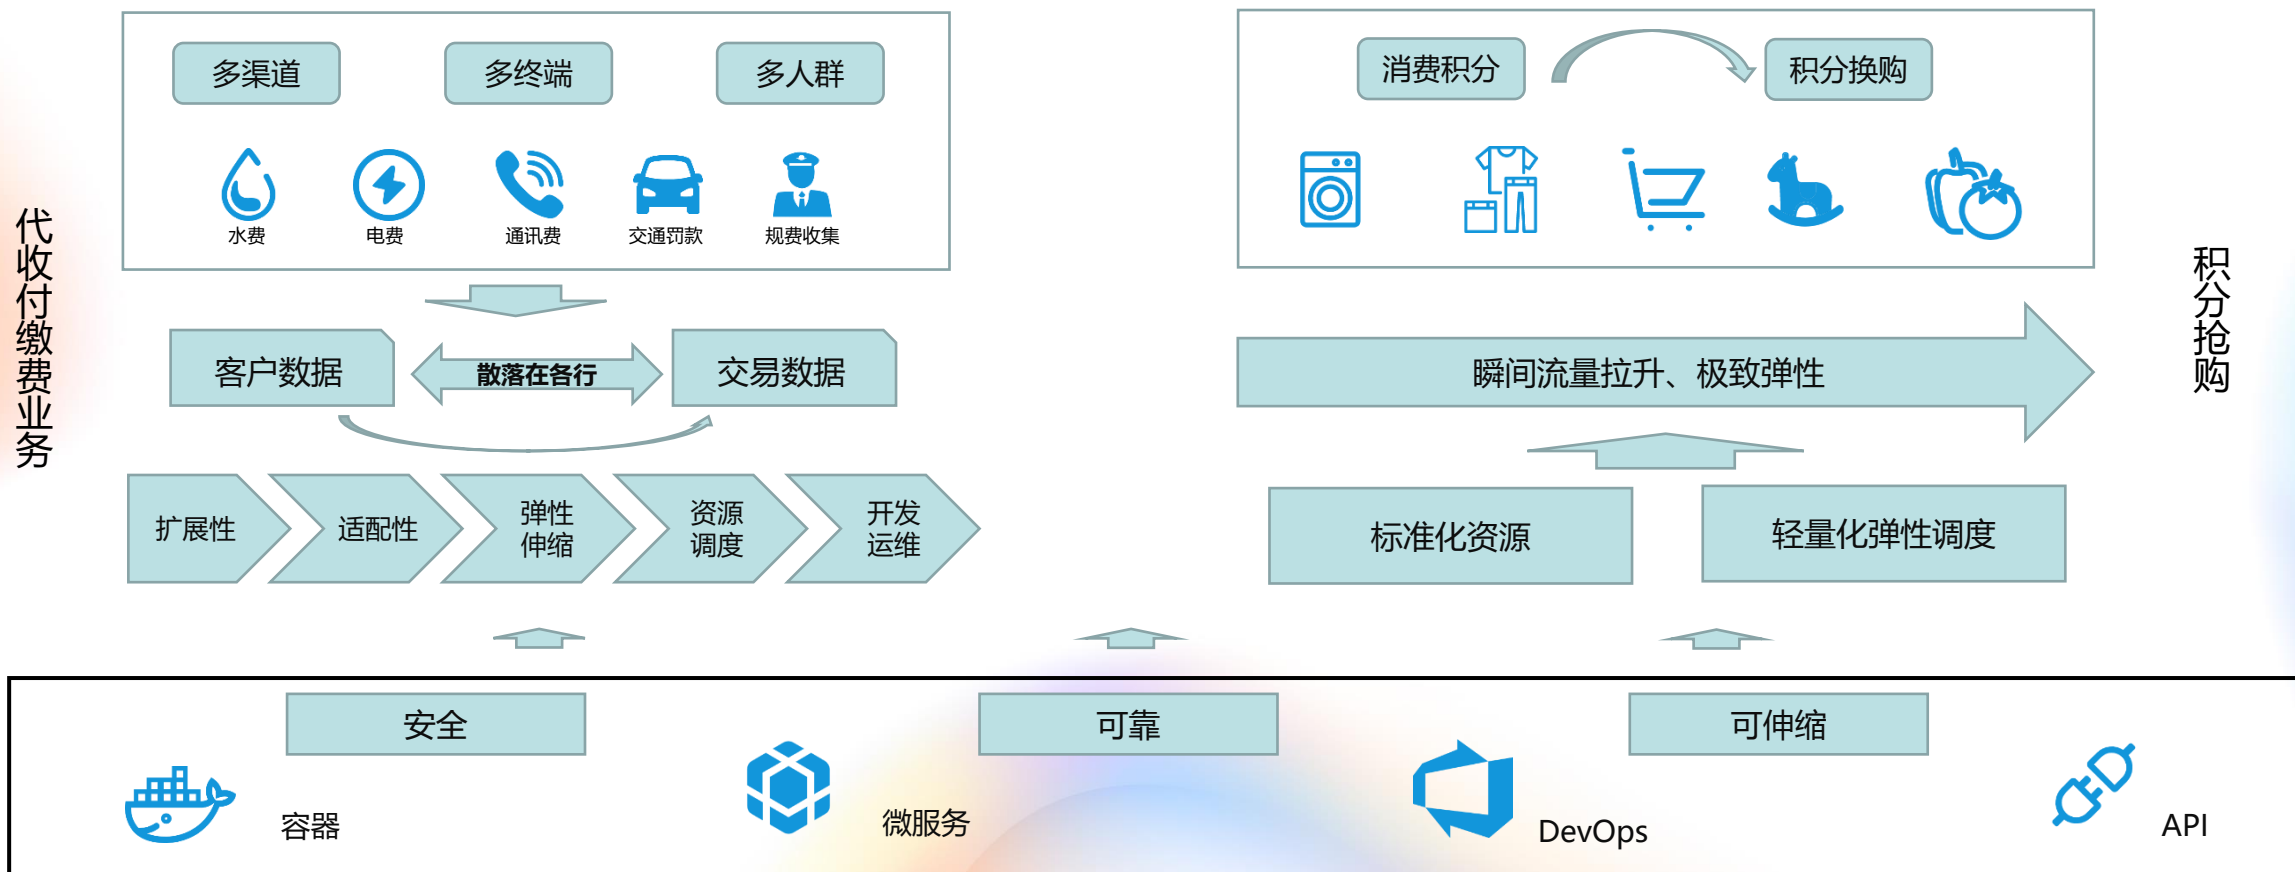 多渠道
多终端
多人群
水费
电费
通讯费
交通罚款
规费收集
代收付缴费业务
客户数据
散落在各行
交易数据
扩展性
适配性
弹性
伸缩
资源
调度
开发
运维
消费积分
积分换购
积分抢购
瞬间流量拉升、极致弹性
标准化资源
轻量化弹性调度
安全
可靠
可伸缩
容器
微服务
DevOps
API